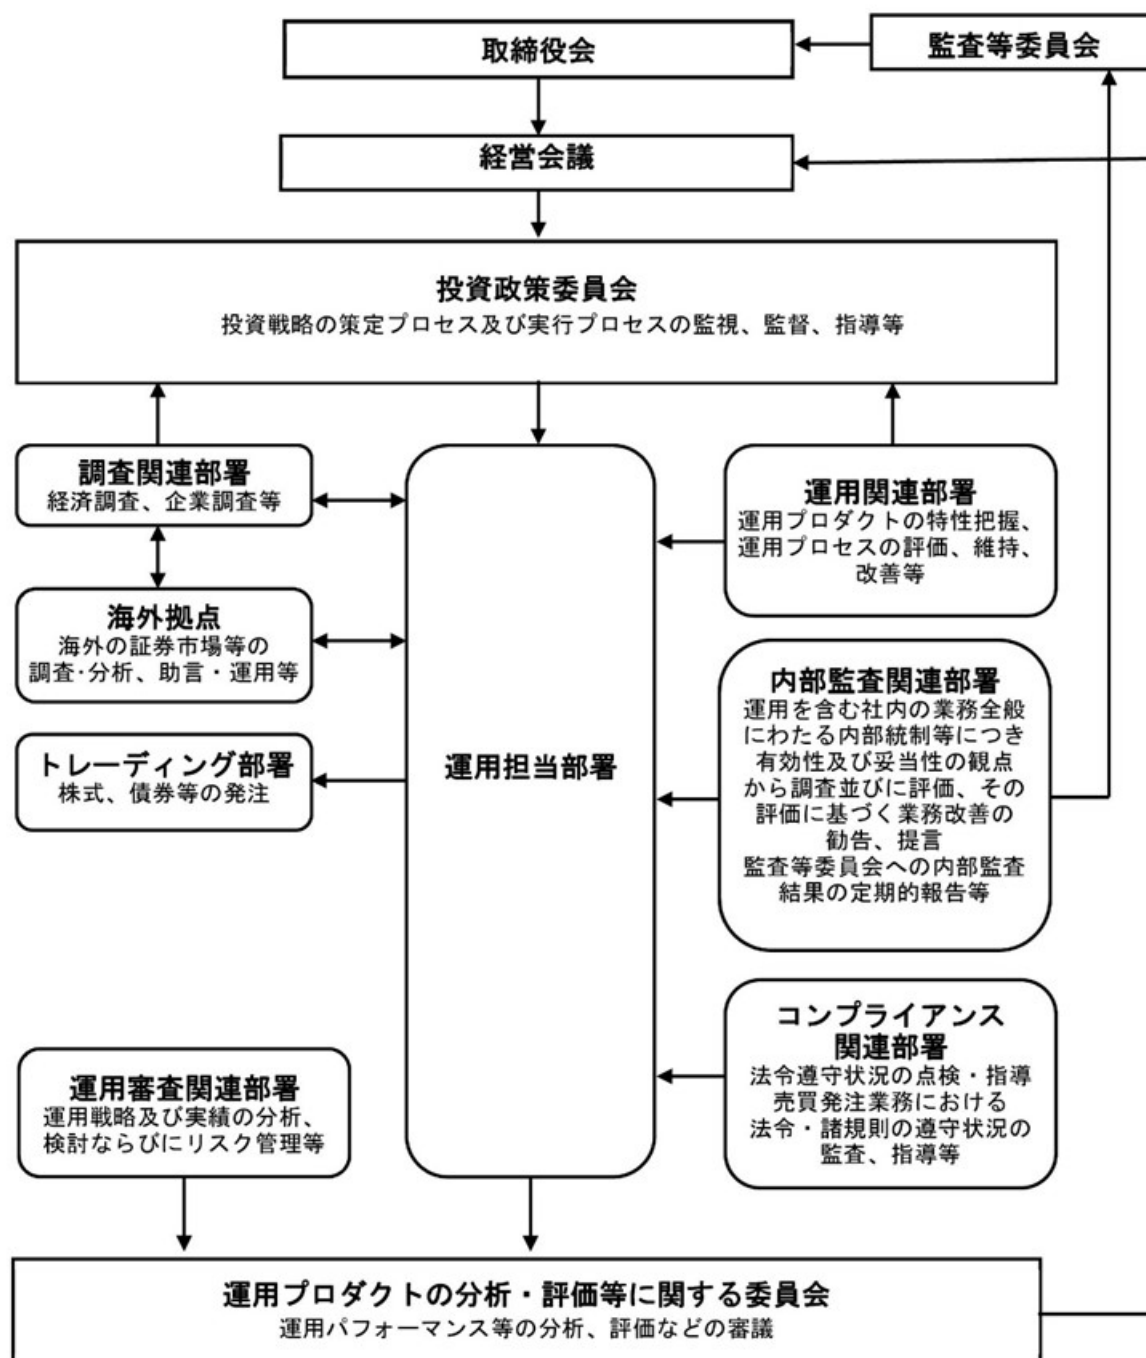 取締役会
監査等委員会
経営会議
投資政策委員会
投資戦略の策定プロセス及び実行プロセスの監視、監督、指導等
調査関連部署
経済調査、企業調査等
海外拠点
海外の証券市場等の
調査･分析、助言・運用等
トレーディング部署
株式、債券等の発注
運用担当部署
運用関連部署
運用プロダクトの特性把握、
運用プロセスの評価、維持、
改善等
内部監査関連部署
運用を含む社内の業務全般
にわたる内部統制等につき
有効性及び妥当性の観点
から調査並びに評価、その
評価に基づく業務改善の
勧告、提言
監査等委員会への内部監査
結果の定期的報告等
コンプライアンス
関連部署
法令遵守状況の点検・指導
売買発注業務における
法令・諸規則の遵守状況の
監査、指導等
運用審査関連部署
運用戦略及び実績の分析、
検討ならびにリスク管理等
運用プロダクトの分析・評価等に関する委員会
運用パフォーマンス等の分析、評価などの審議